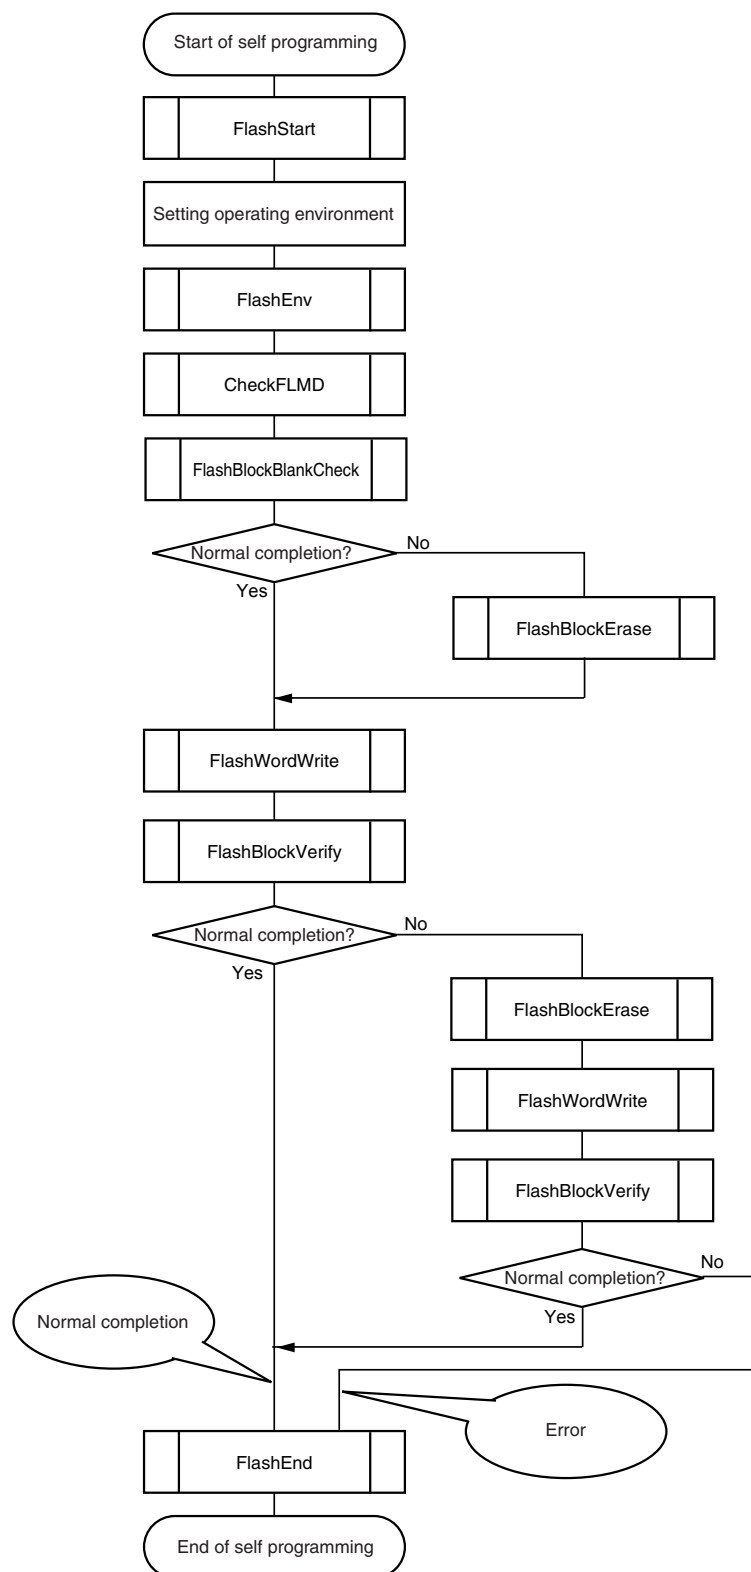 Start of self programming
FlashStart
Setting operating environment
FlashEnv
CheckFLMD
FlashBlockBlankCheck
Normal completion?
No
Yes
FlashBlockErase
FlashWordWrite
FlashBlockVerify
Normal completion?
No
Yes
FlashBlockErase
FlashWordWrite
FlashBlockVerify
Normal completion?
No
Yes
Normal completion
Error
FlashEnd
End of self programming